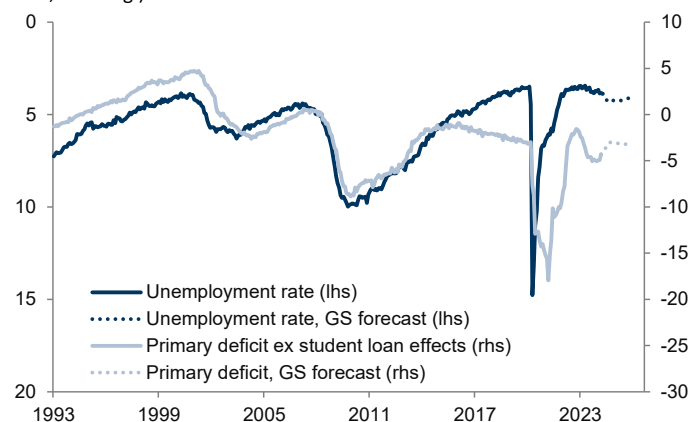 0
5
10
15
20
10
5
0
-5
-10
-15
-20
-25
-30
Unemployment rate (lhs)
Unemployment rate, GS forecast (lhs)
Primary deficit ex student loan effects (rhs)
Primary deficit, GS forecast (rhs)
1993 1999 2005 2011 2017 2023